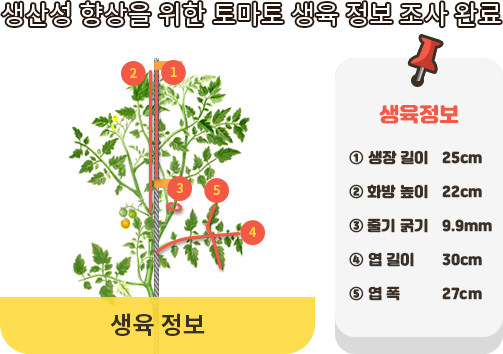 생산성 향상을 위한 토마토 생육 정보 조사 완료
2 1
생육정보
① 생장 길이 25cm
② 화방 높이 22cm
3 5
③ 줄기 굵기 9.9mm
4
④ 엽 길이 30cm
⑤ 엽 폭 27cm
생육 정보